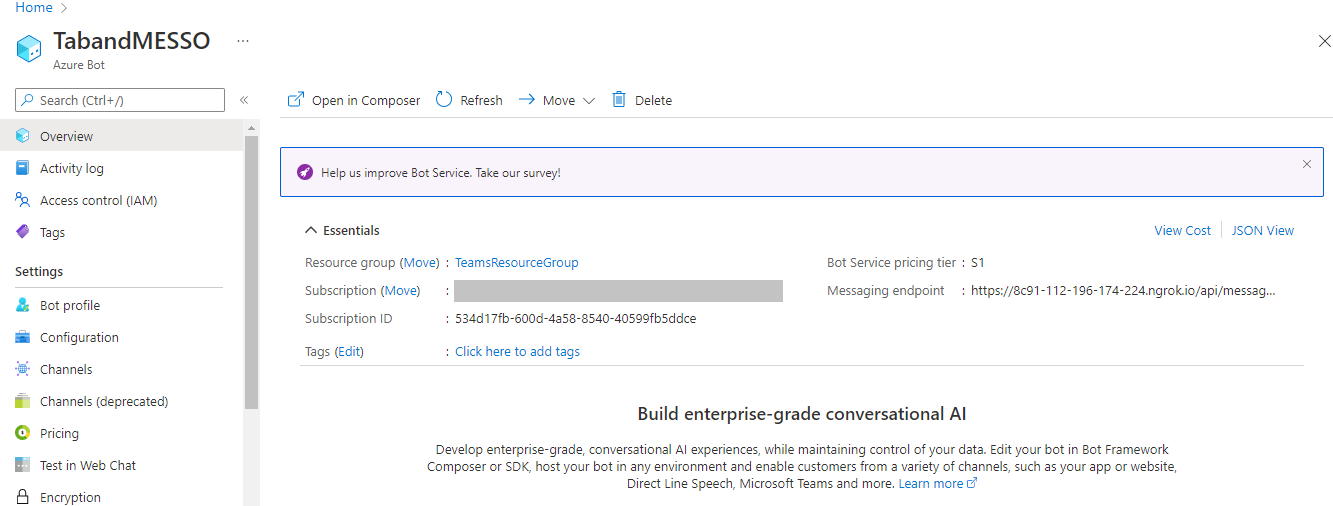 Home
TabandMESSO
Azure Bot
Search (Ctrl+/)
Overview
Activity log
Access control (IAM)
Tags
Settings
Bot profile
Configuration
Channels
Channels (deprecated)
Pricing
Test in Web Chat
Encryption
Open in Composer Refresh Move Delete
Help us improve Bot Service. Take our survey!
Essentials View Cost JSON View
Resource group (Move) : TeamsResourceGroup Bot Service pricing tier : S1
Subscription (Move) : Messaging endpoint : https://8c91-112-196-174-224.ngrok.io/api/messag...
Subscription ID : 534d17fb-600d-4a58-8540-40599fb5ddce
Tags (Edit) : Click here to add tags
Build enterprise-grade conversational AI
Develop enterprise-grade, conversational AI experiences, while maintaining control of your data. Edit your bot in Bot Framework
Composer or SDK, host your bot in any environment and enable customers from a variety of channels, such as your app or website,
Direct Line Speech, Microsoft Teams and more. Learn more